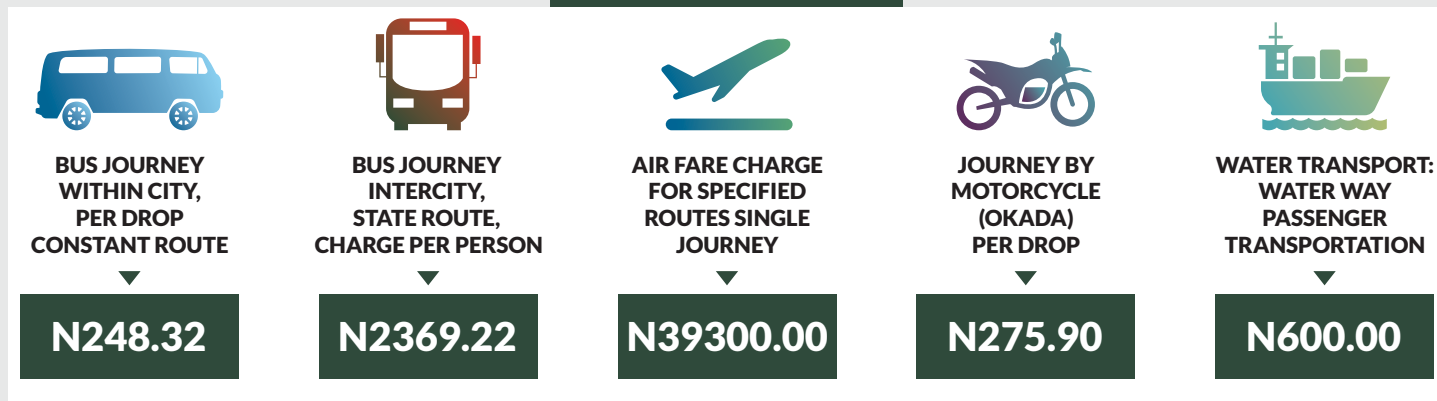 BUS JOURNEY
WITHIN CITY,
PER DROP
CONSTANT ROUTE
N248.32
BUS JOURNEY
INTERCITY,
STATE ROUTE,
CHARGE PER PERSON
N2369.22
AIR FARE CHARGE
FOR SPECIFIED
ROUTES SINGLE
JOURNEY
N39300.00
JOURNEY BY
MOTORCYCLE
(OKADA)
PER DROP
N275.90
WATER TRANSPORT:
WATER WAY
PASSENGER
TRANSPORTATION
N600.00